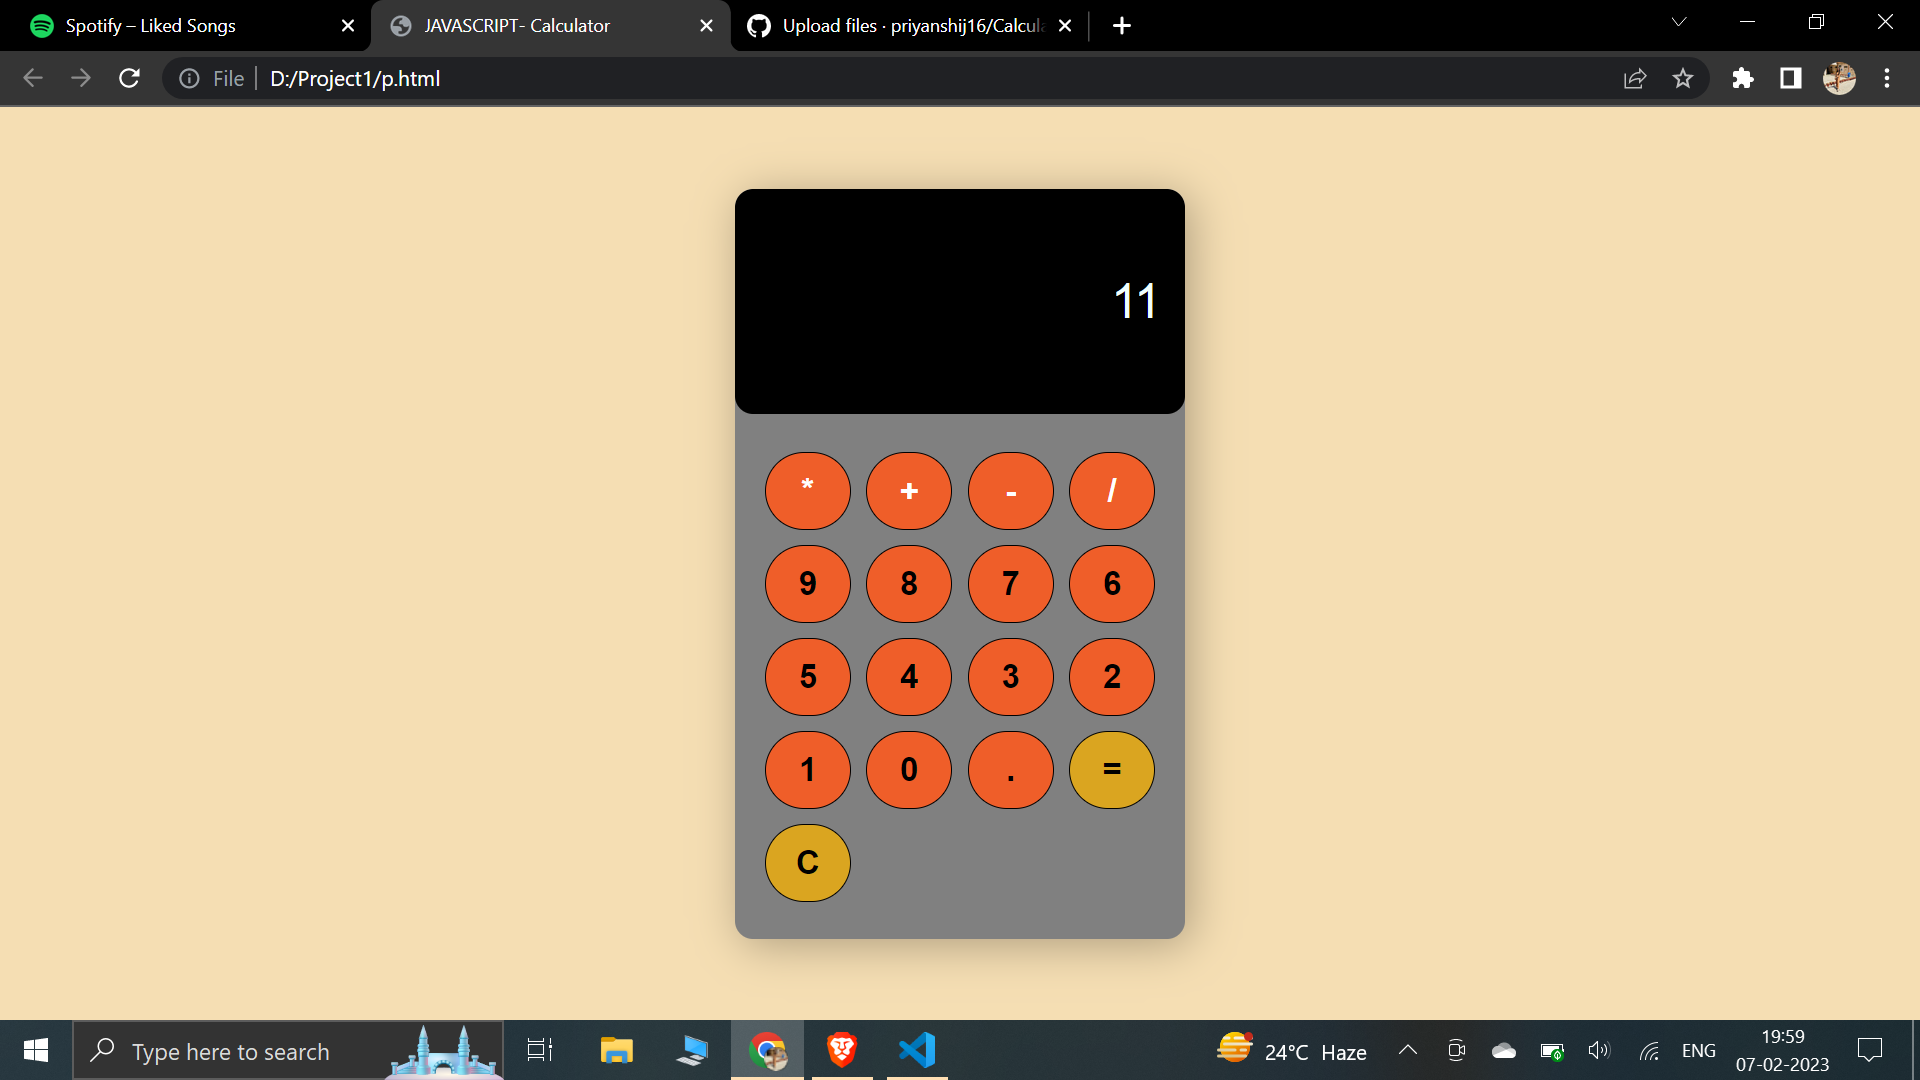 Spotify – Liked Songs
JAVASCRIPT- Calculator
Upload files · priyanshij16/Calcul
File
D:/Project1/p.html
11
* + - /
9 8 7 6
5 4 3 2
1 0 . =
C
Type here to search
24°C Haze
ENG
19:59
07-02-2023